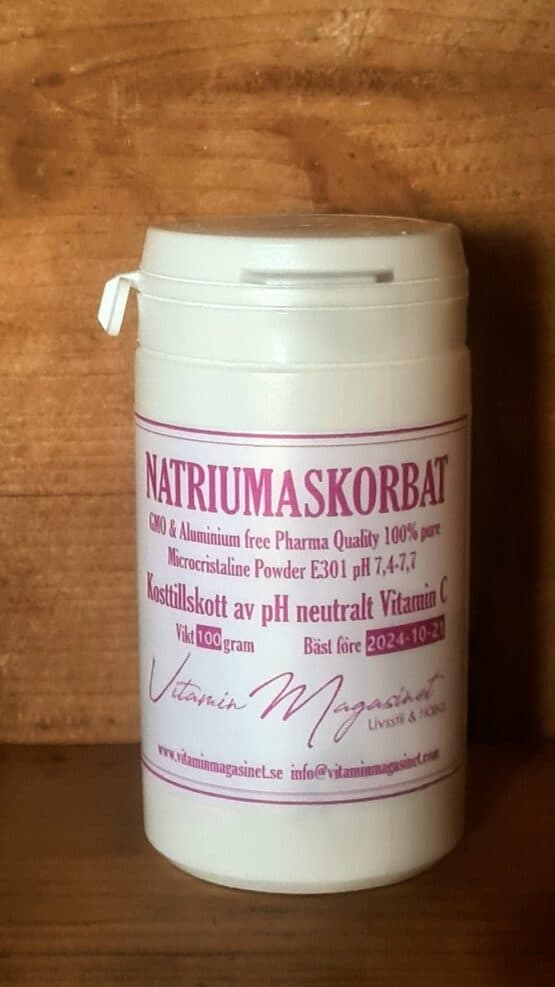 NATRIUMASKORBAT
GMO & Aluminium free Pharma Quality 100% pure
Microcristaline Powder E301 pH 7,4-7,7
Kosttillskott av pH neutralt Vitamin C
Vikt 100 gram Bäst före 2024-10-21
Vitamin Magasinet
Livsstil & Hälsa
www.vitaminmagasinet.se info@vitaminmagasinet.com